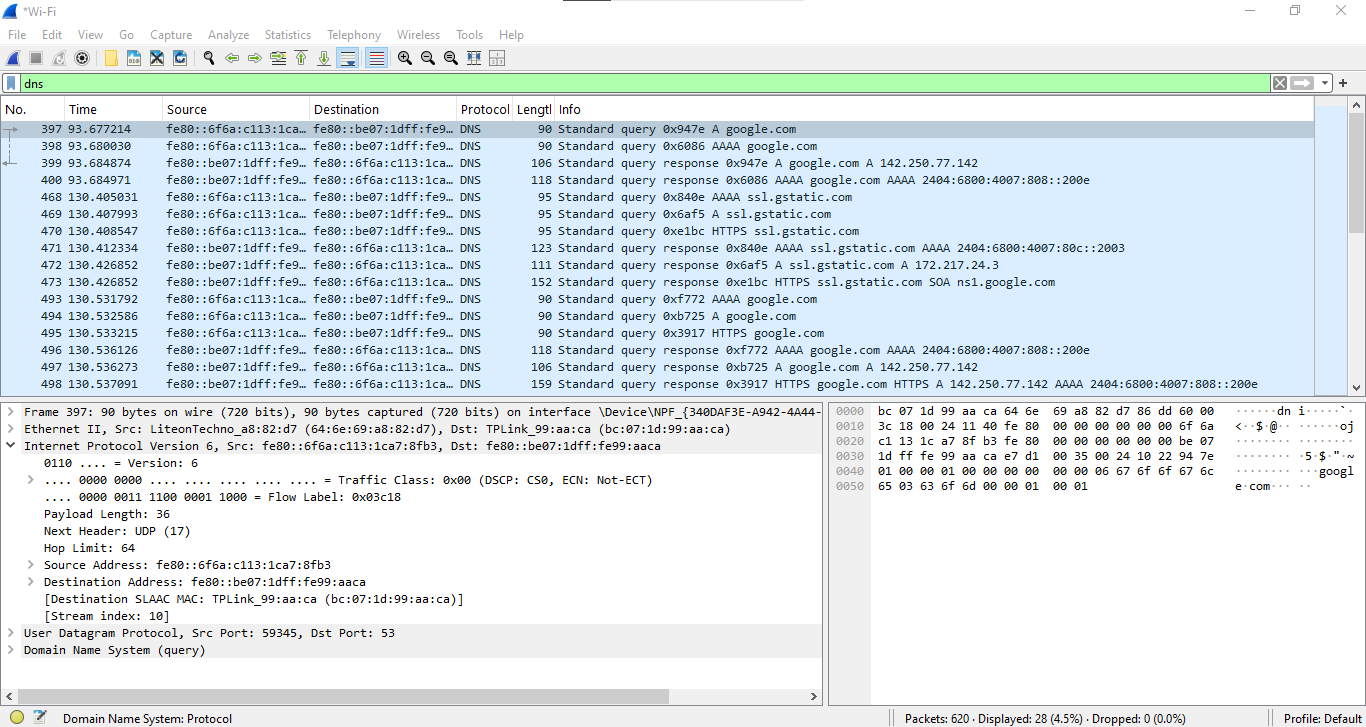 *Wi-Fi
File Edit View Go Capture Analyze Statistics Telephony Wireless Tools Help
dns
No. Time Source Destination Protocol Lengtl Info
397 93.677214 fe80::6f6a:c113:1ca… fe80::be07:1dff:fe9… DNS 90 Standard query 0x947e A google.com
398 93.680030 fe80::6f6a:c113:1ca… fe80::be07:1dff:fe9… DNS 90 Standard query 0x6086 AAAA google.com
399 93.684874 fe80::be07:1dff:fe9… fe80::6f6a:c113:1ca… DNS 106 Standard query response 0x947e A google.com A 142.250.77.142
400 93.684971 fe80::be07:1dff:fe9… fe80::6f6a:c113:1ca… DNS 118 Standard query response 0x6086 AAAA google.com AAAA 2404:6800:4007:808::200e
468 130.405031 fe80::6f6a:c113:1ca… fe80::be07:1dff:fe9… DNS 95 Standard query 0x840e AAAA ssl.gstatic.com
469 130.407993 fe80::6f6a:c113:1ca… fe80::be07:1dff:fe9… DNS 95 Standard query 0x6af5 A ssl.gstatic.com
470 130.408547 fe80::6f6a:c113:1ca… fe80::be07:1dff:fe9… DNS 95 Standard query 0xe1bc HTTPS ssl.gstatic.com
471 130.412334 fe80::be07:1dff:fe9… fe80::6f6a:c113:1ca… DNS 123 Standard query response 0x840e AAAA ssl.gstatic.com AAAA 2404:6800:4007:80c::2003
472 130.426852 fe80::be07:1dff:fe9… fe80::6f6a:c113:1ca… DNS 111 Standard query response 0x6af5 A ssl.gstatic.com A 172.217.24.3
473 130.426852 fe80::be07:1dff:fe9… fe80::6f6a:c113:1ca… DNS 152 Standard query response 0xe1bc HTTPS ssl.gstatic.com SOA ns1.google.com
493 130.531792 fe80::6f6a:c113:1ca… fe80::be07:1dff:fe9… DNS 90 Standard query 0xf772 AAAA google.com
494 130.532586 fe80::6f6a:c113:1ca… fe80::be07:1dff:fe9… DNS 90 Standard query 0xb725 A google.com
495 130.533215 fe80::6f6a:c113:1ca… fe80::be07:1dff:fe9… DNS 90 Standard query 0x3917 HTTPS google.com
496 130.536126 fe80::be07:1dff:fe9… fe80::6f6a:c113:1ca… DNS 118 Standard query response 0xf772 AAAA google.com AAAA 2404:6800:4007:808::200e
497 130.536273 fe80::be07:1dff:fe9… fe80::6f6a:c113:1ca… DNS 106 Standard query response 0xb725 A google.com A 142.250.77.142
498 130.537091 fe80::be07:1dff:fe9… fe80::6f6a:c113:1ca… DNS 159 Standard query response 0x3917 HTTPS google.com HTTPS A 142.250.77.142 AAAA 2404:6800:4007:808::200e
Frame 397: 90 bytes on wire (720 bits), 90 bytes captured (720 bits) on interface \Device\NPF_{340DAF3E-A942-4A44-
Ethernet II, Src: LiteonTechno_a8:82:d7 (64:6e:69:a8:82:d7), Dst: TPLink_99:aa:ca (bc:07:1d:99:aa:ca)
Internet Protocol Version 6, Src: fe80::6f6a:c113:1ca7:8fb3, Dst: fe80::be07:1dff:fe99:aaca
0110 .... = Version: 6
.... 0000 0000 .... .... .... .... .... = Traffic Class: 0x00 (DSCP: CS0, ECN: Not-ECT)
.... 0000 0011 1100 0001 1000 = Flow Label: 0x03c18
Payload Length: 36
Next Header: UDP (17)
Hop Limit: 64
Source Address: fe80::6f6a:c113:1ca7:8fb3
Destination Address: fe80::be07:1dff:fe99:aaca
[Destination SLAAC MAC: TPLink_99:aa:ca (bc:07:1d:99:aa:ca)]
[Stream index: 10]
User Datagram Protocol, Src Port: 59345, Dst Port: 53
Domain Name System (query)
0000 bc 07 1d 99 aa ca 64 6e 69 a8 82 d7 86 dd 60 00 ······dn i·····`·
0010 3c 18 00 24 11 40 fe 80 00 00 00 00 00 00 6f 6a <··$·@·· ······oj
0020 c1 13 1c a7 8f b3 fe 80 00 00 00 00 00 00 be 07 ········ ········
0030 1d ff fe 99 aa ca e7 d1 00 35 00 24 10 22 94 7e ········ ·5·$·"·~
0040 01 00 00 01 00 00 00 00 00 00 06 67 6f 6f 67 6c ········ ···googl
0050 65 03 63 6f 6d 00 00 01 00 01 e·com··· ··
Domain Name System: Protocol
Packets: 620 · Displayed: 28 (4.5%) · Dropped: 0 (0.0%)
Profile: Default